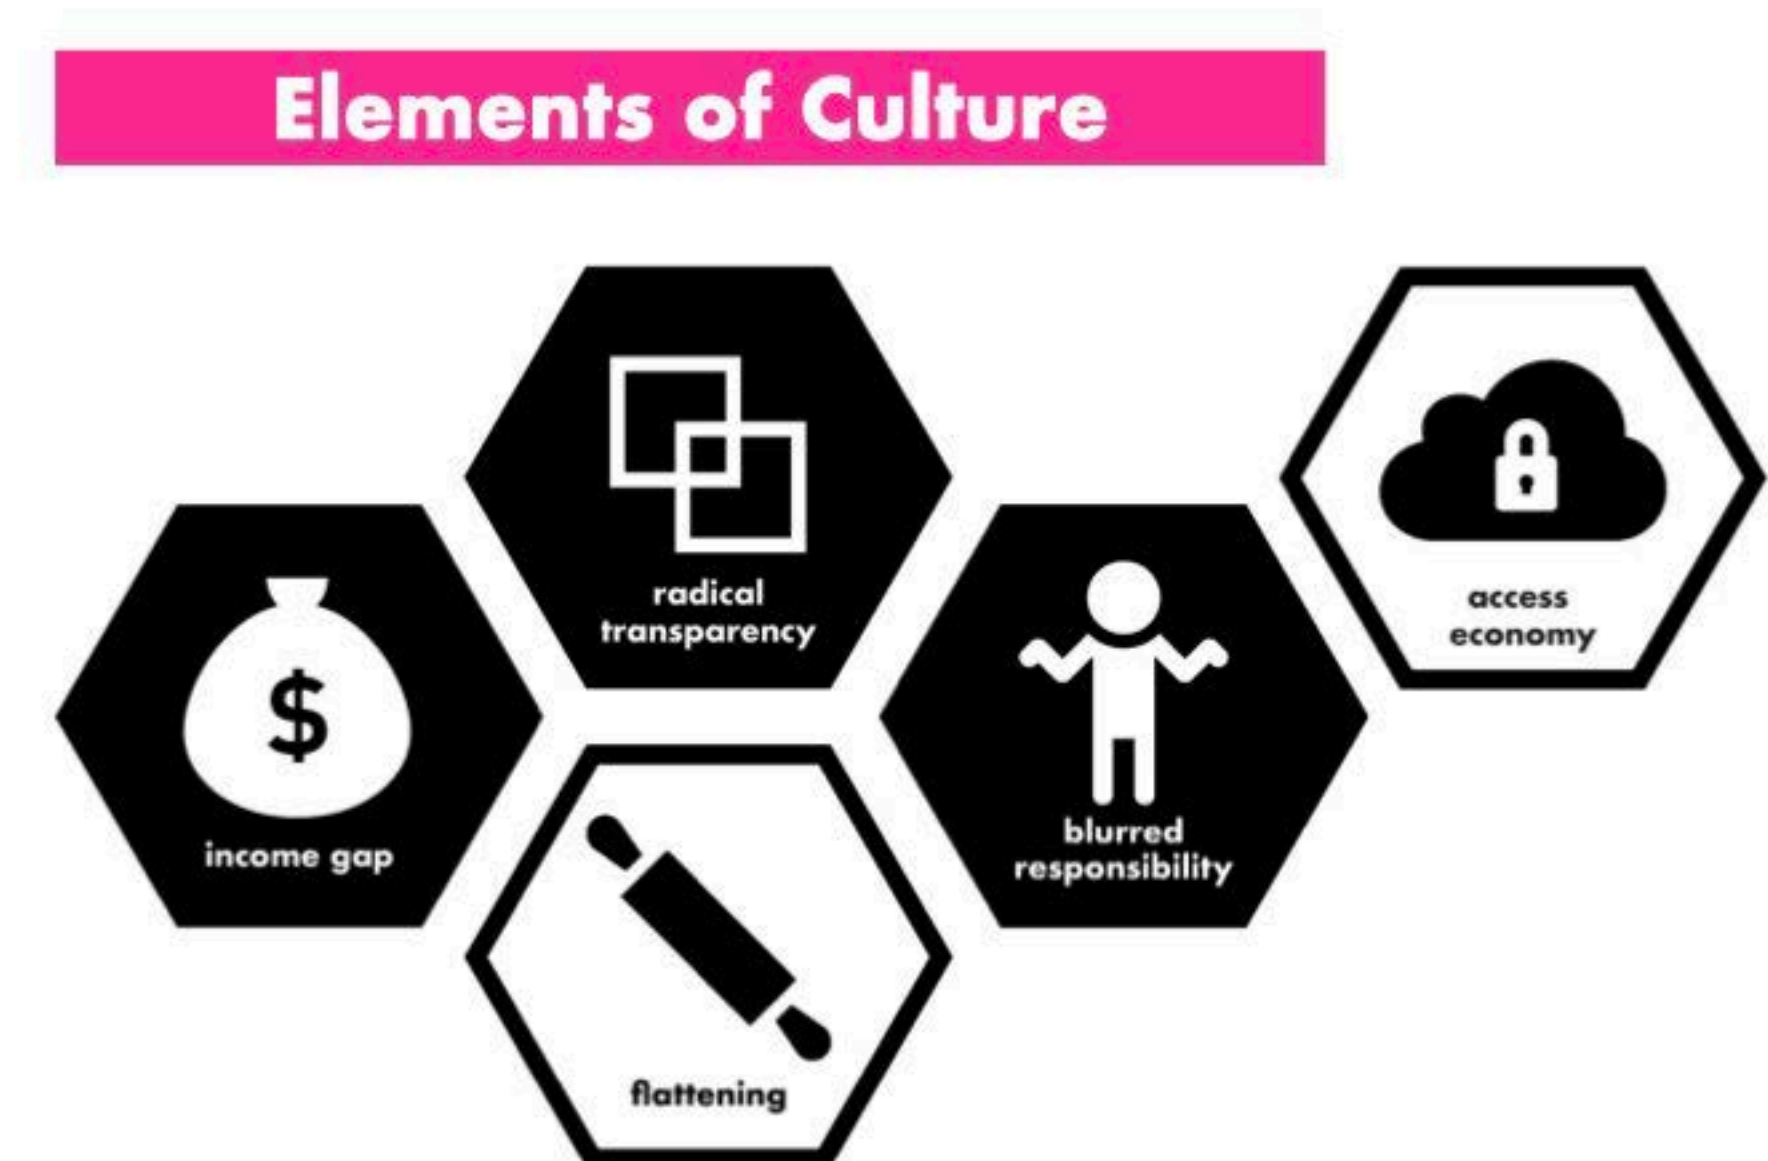 Elements of Culture
radical
transparency
access
economy
income gap
$
blurred
responsibility
flattening